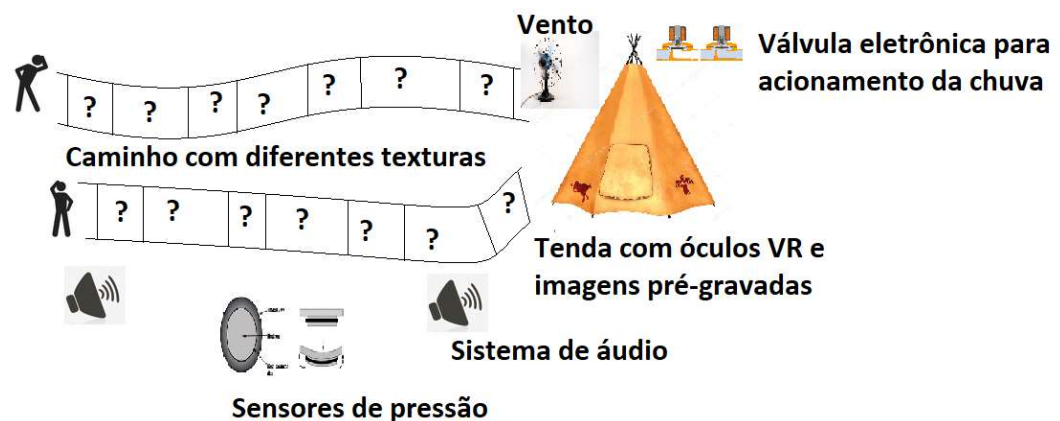 Vento
Válvula eletrônica para
acionamento da chuva
? ? ? ? ? ? ?
Caminho com diferentes texturas
? ? ? ? ? ? ?
Tenda com óculos VR e
imagens pré-gravadas
Sistema de áudio
Sensores de pressão